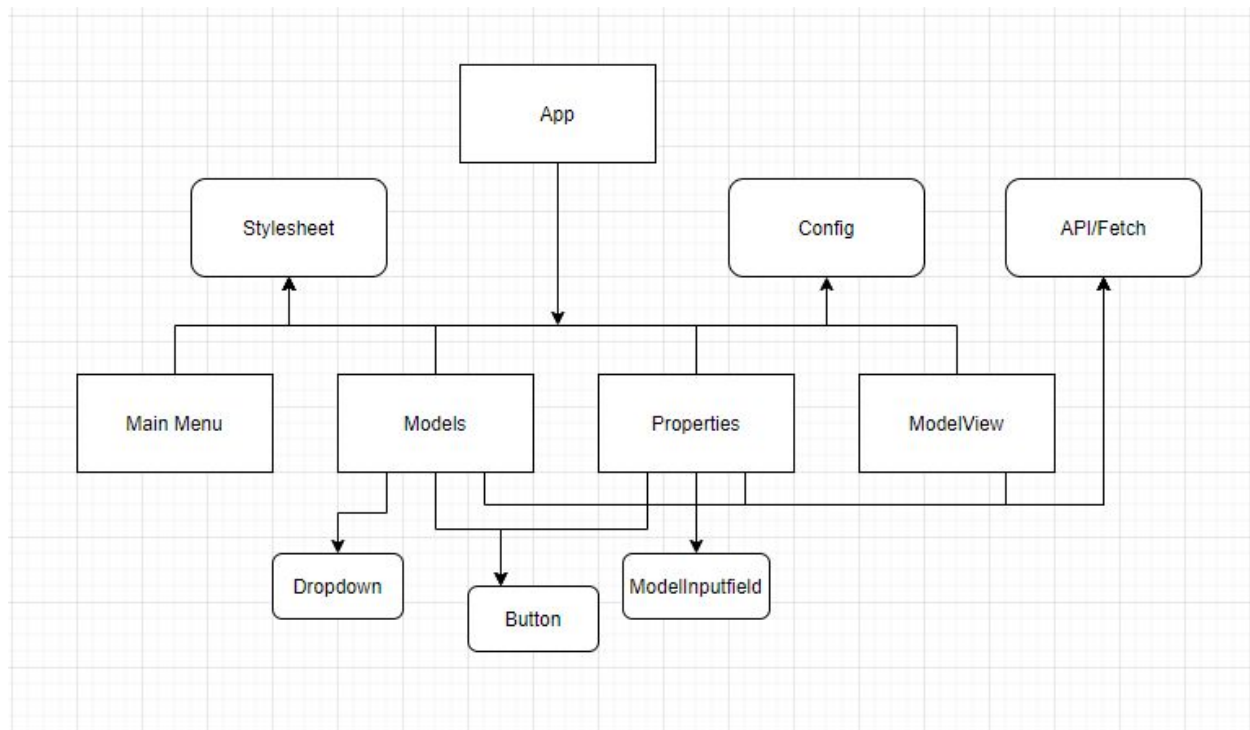 App
Stylesheet
Config
API/Fetch
Main Menu
Models
Properties
ModelView
Dropdown
Button
ModelInputfield